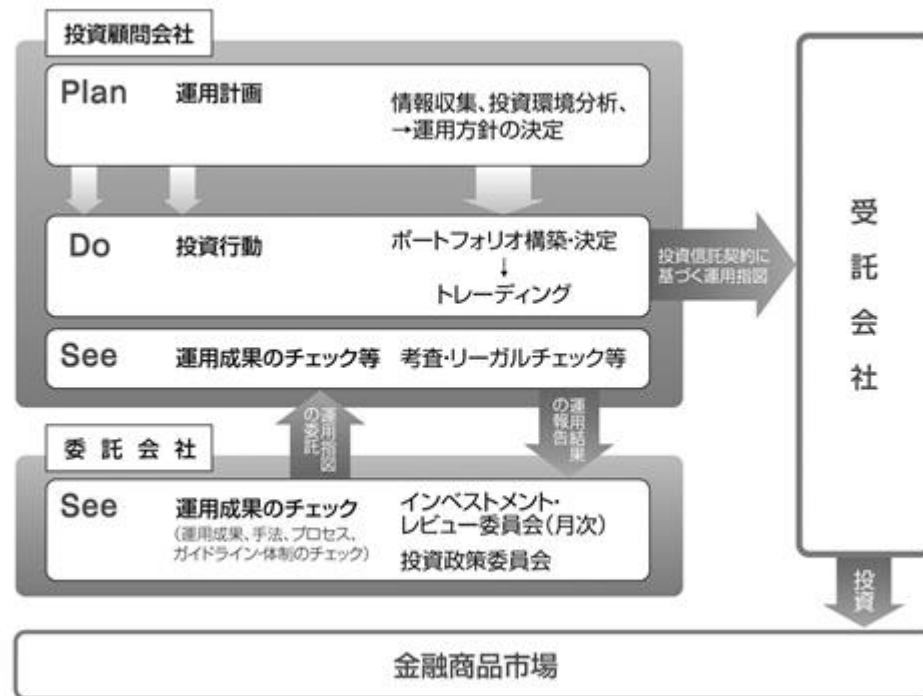 投資顧問会社
Plan 運用計画 情報収集、投資環境分析、
→運用方針の決定
Do 投資行動 ポートフォリオ構築・決定
↓
トレーディング
投資信託契約に
基づく運用指図
See 運用成果のチェック等 考査・リーガルチェック等
運用指図
の委託
運用結果
の報告
委託会社
See 運用成果のチェック
(運用成果、手法、プロセス、
ガイドライン・体制のチェック)
インベストメント・
レビュー委員会(月次)
投資政策委員会
受託会社
投資
金融商品市場